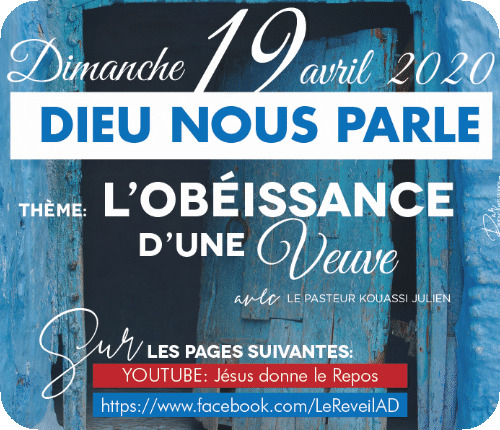 Dimanche 19 avril 2020
DIEU NOUS PARLE
THÈME: L'OBÉISSANCE
D'UNE Veuve
avec LE PASTEUR KOUASSI JULIEN
Sur LES PAGES SUIVANTES:
YOUTUBE: Jésus donne le Repos
https://www.facebook.com/LeReveilAD